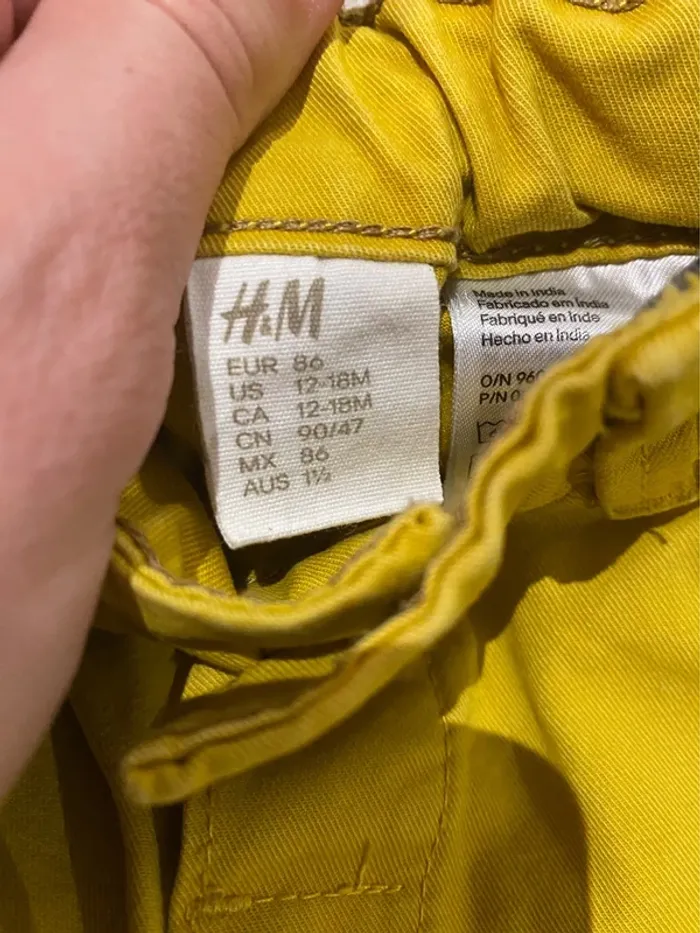 H&M
EUR 86
US 12-18M
CA 12-18M
CN 90/47
MX 86
AUS 1½
Made in India
Fabricado em India
Fabriqué en Inde
Hecho en India
O/N
P/N